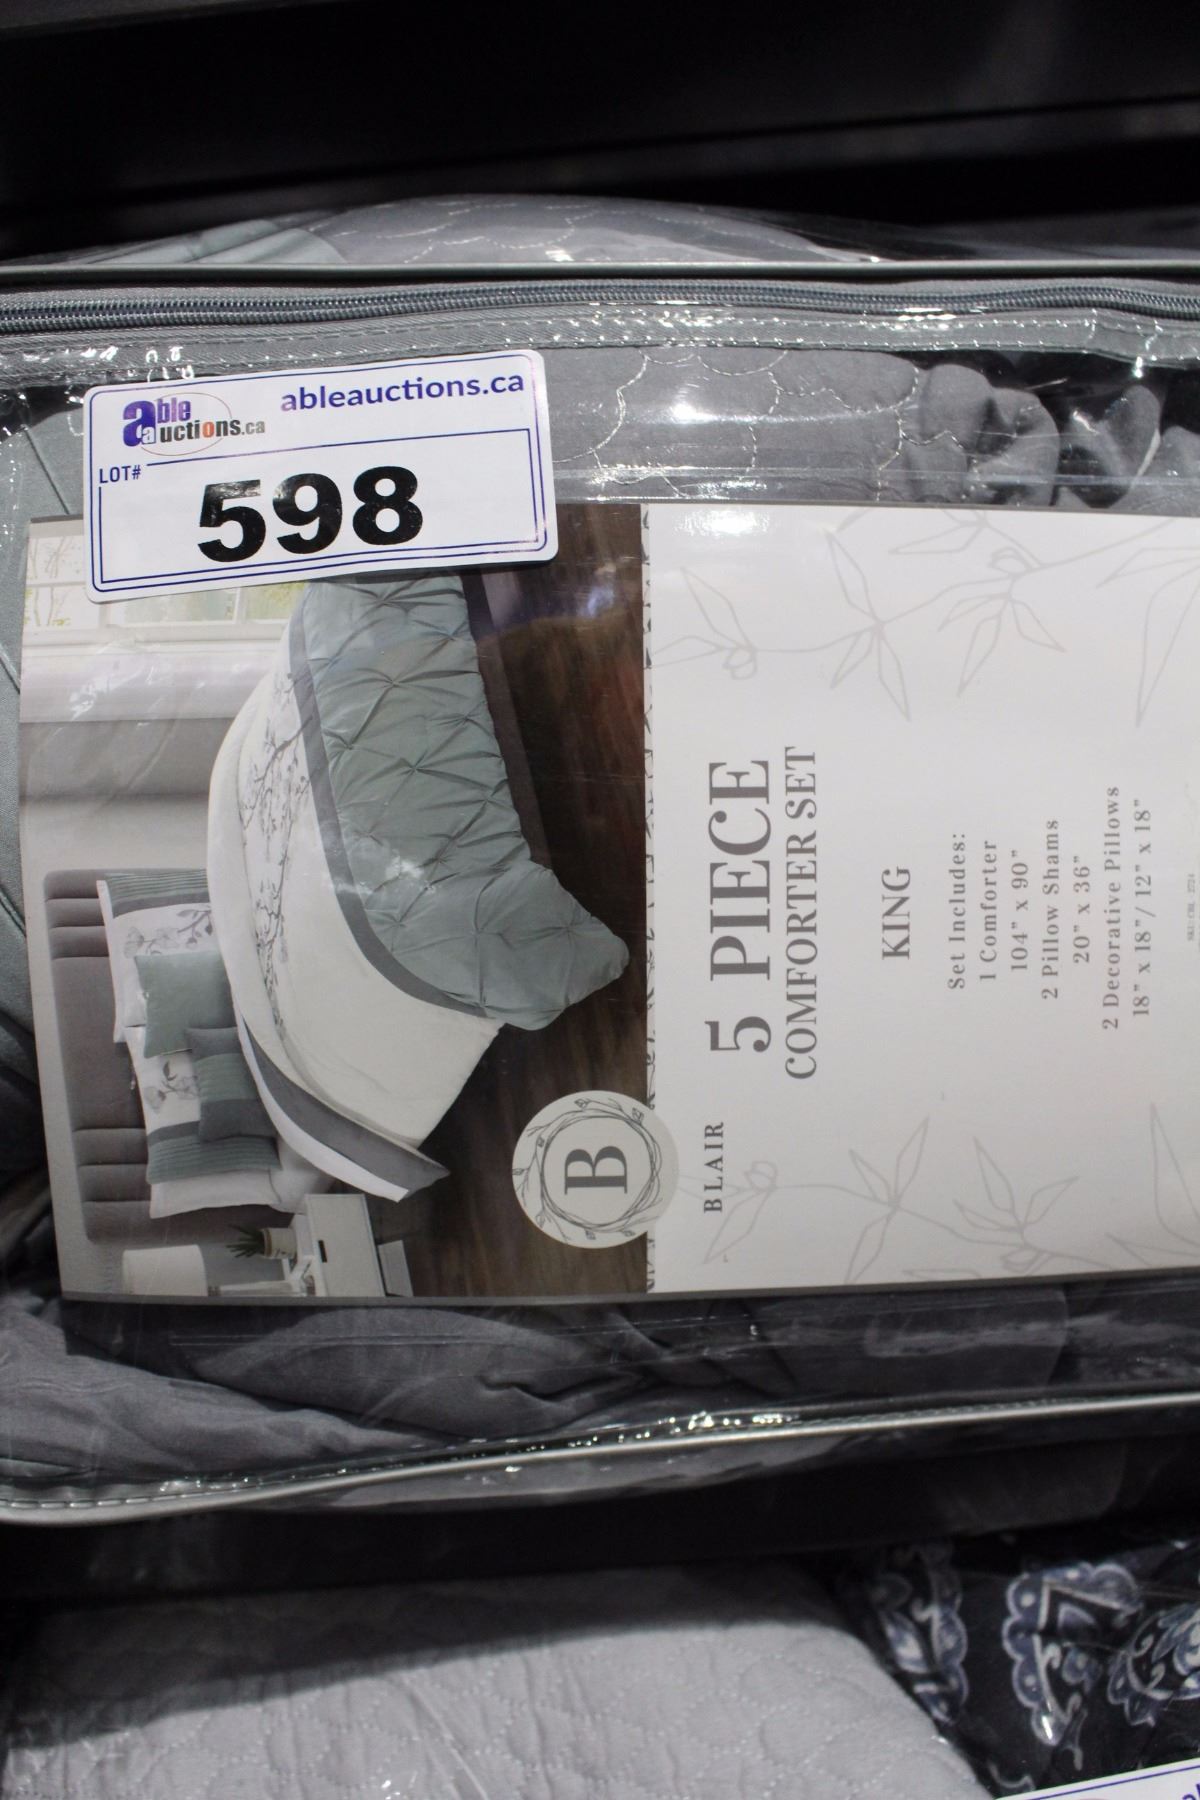 able
auctions.ca
ableauctions.ca
LOT#
598
B
BLAIR
5 PIECE
COMFORTER SET
KING
Set Includes:
1 Comforter
104" x 90"
2 Pillow Shams
20" x 36"
2 Decorative Pillows
18" x 18"/ 12" x 18"